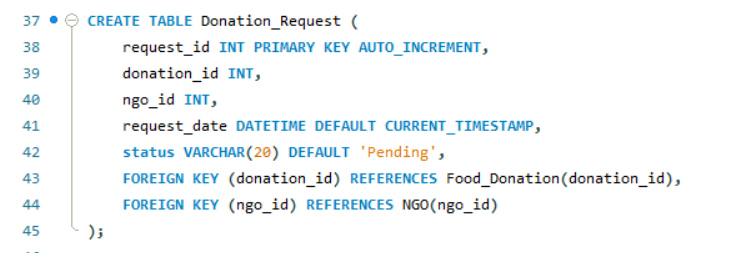 37 CREATE TABLE Donation_Request (
38 request_id INT PRIMARY KEY AUTO_INCREMENT,
39 donation_id INT,
40 ngo_id INT,
41 request_date DATETIME DEFAULT CURRENT_TIMESTAMP,
42 status VARCHAR(20) DEFAULT 'Pending',
43 FOREIGN KEY (donation_id) REFERENCES Food_Donation(donation_id),
44 FOREIGN KEY (ngo_id) REFERENCES NGO(ngo_id)
45 );